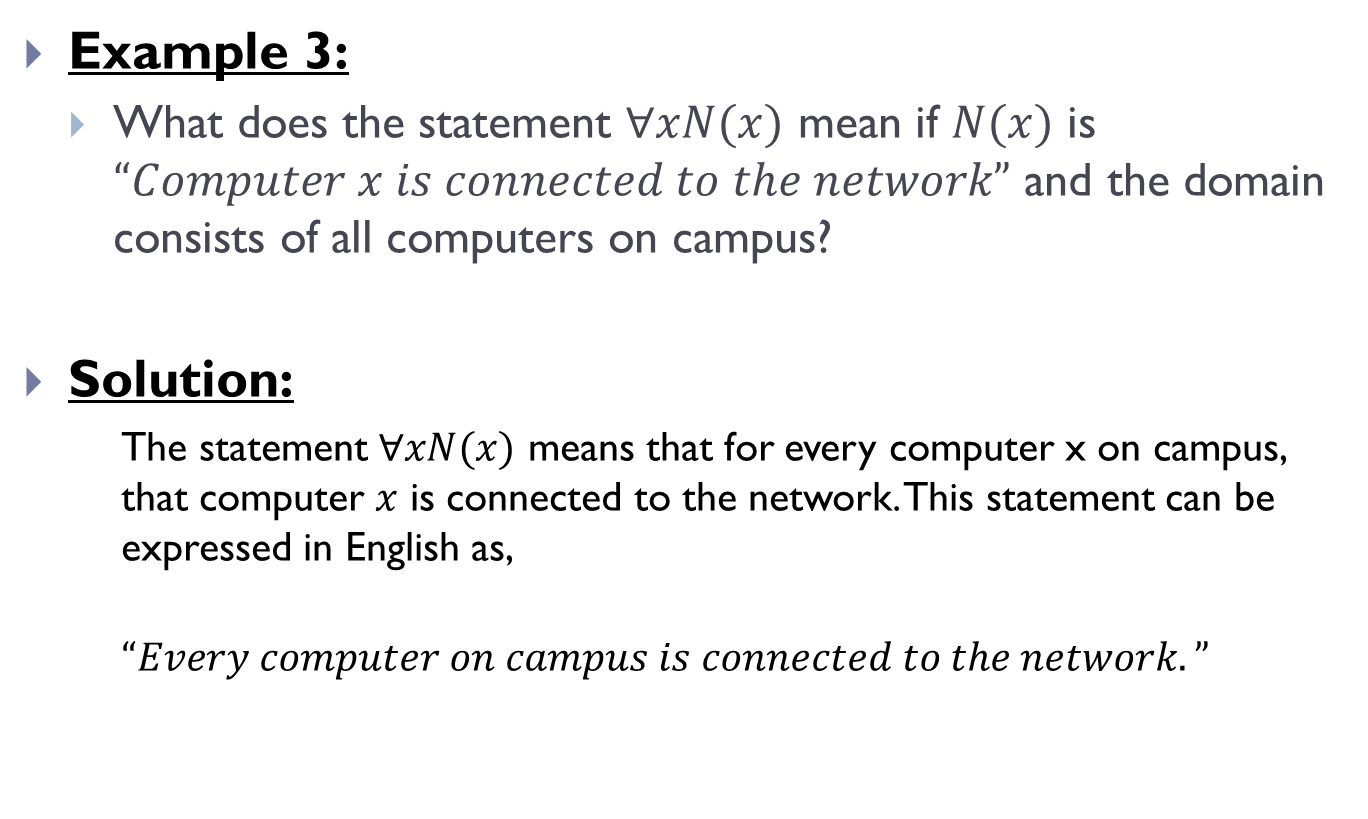 Example 3:
What does the statement ∀xN(x) mean if N(x) is
“Computer x is connected to the network” and the domain
consists of all computers on campus?
Solution:
The statement ∀xN(x) means that for every computer x on campus,
that computer x is connected to the network. This statement can be
expressed in English as,
“Every computer on campus is connected to the network.”